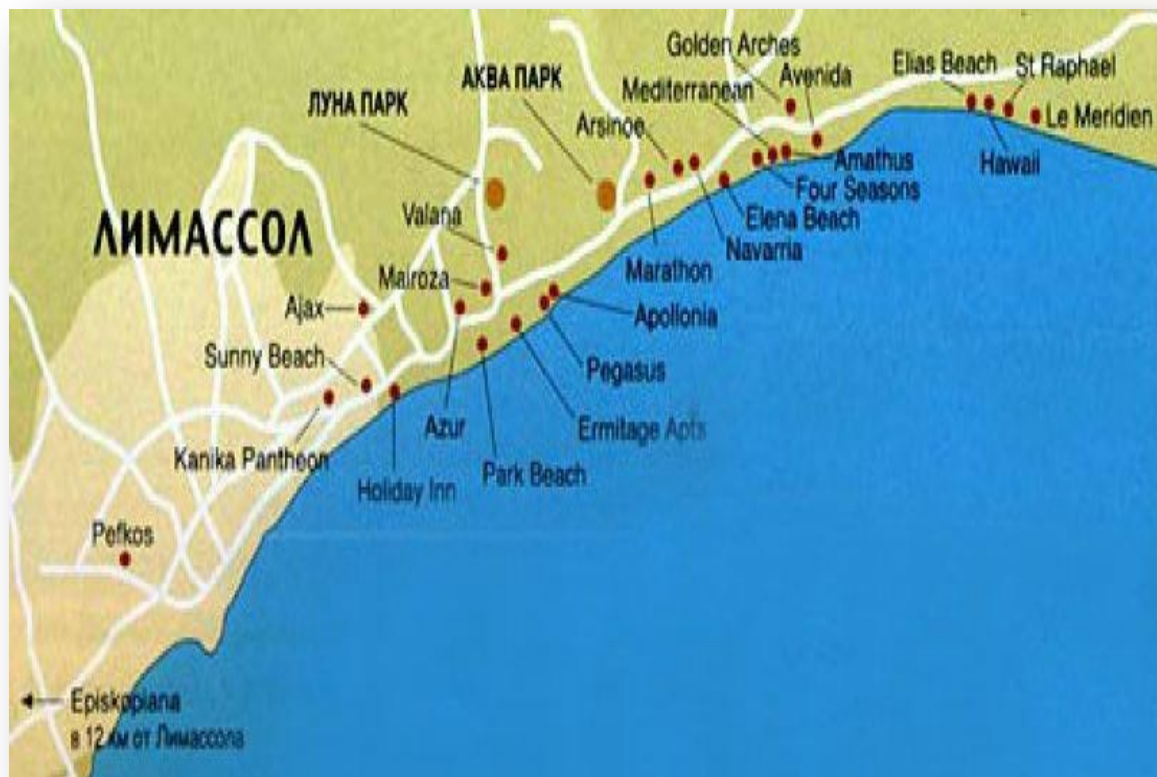 Golden Arches
Elias Beach
St Raphael
АКВА ПАРК
Mediterranean
Avenida
ЛУНА ПАРК
Le Meridien
Arsinoe
Amathus
Hawaii
Four Seasons
ЛИМАССОЛ
Valana
Elena Beach
Navarria
Mairoza
Marathon
Ajax
Apollonia
Sunny Beach
Pegasus
Azur
Ermitage Apts
Kanika Pantheon
Park Beach
Holiday Inn
Pefkos
Episkopiana
в 12 км от Лимассола